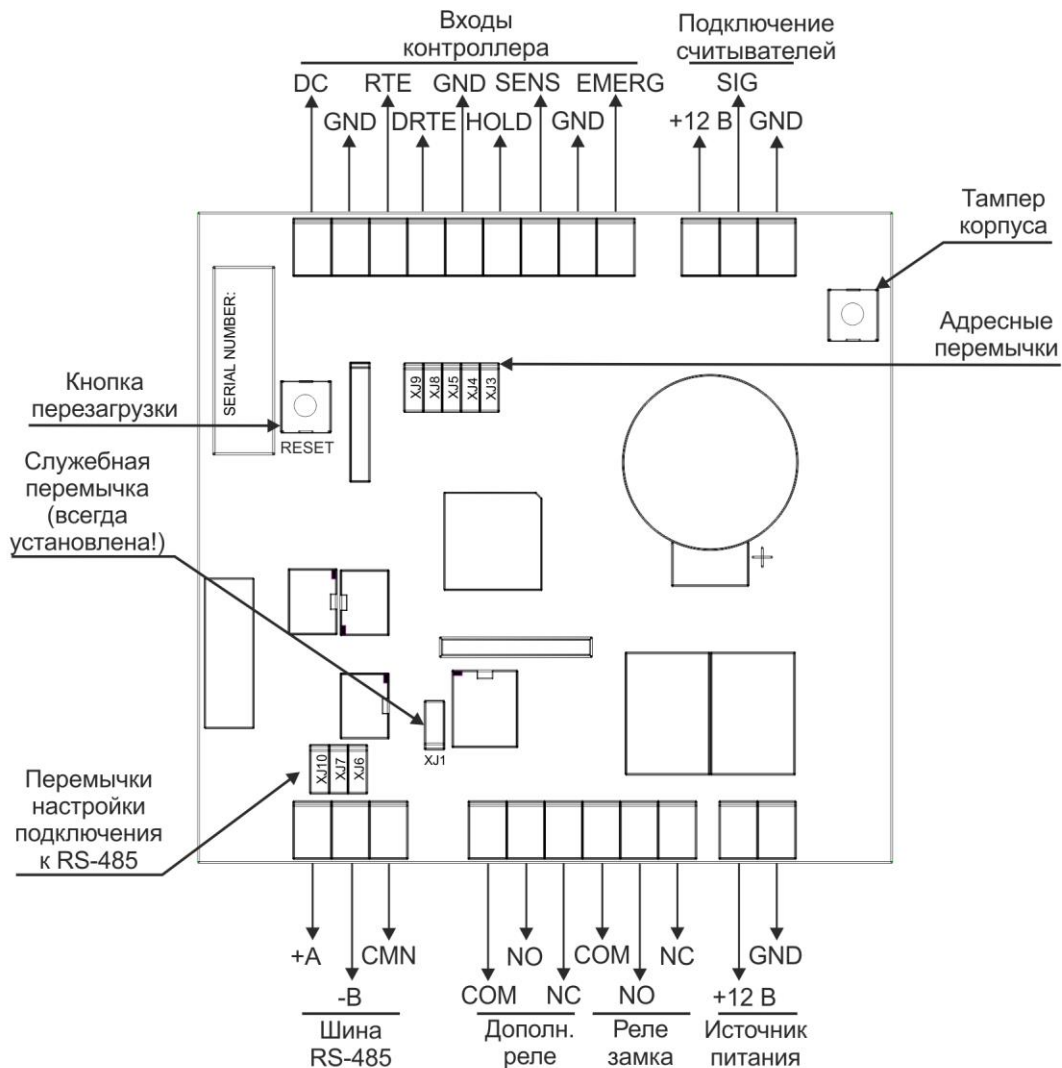 Входы
контроллера
Подключение
считывателей
DC RTE GND SENS EMERG
SIG
GND DRTE HOLD GND
+12 В GND
Тампер
корпуса
SERIAL NUMBER:
Адресные
перемычки
XJ9 XJ8 XJ5 XJ4 XJ3
Кнопка
перезагрузки
RESET
Служебная
перемычка
(всегда
установлена!)
+
XJ1
XJ10 XJ7 XJ6
Перемычки
настройки
подключения
к RS-485
+A CMN
NO COM NC
GND
-B
COM NC NO
+12 В
Шина
RS-485
Дополн.
реле
Реле
замка
Источник
питания